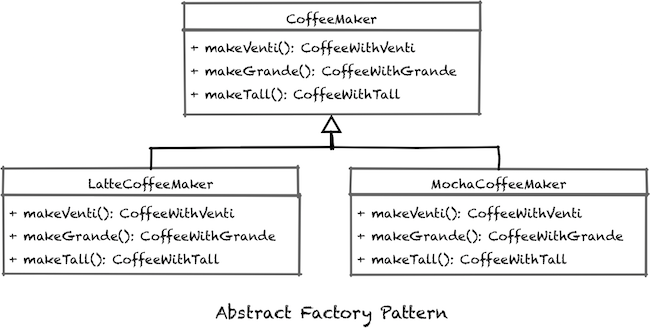 CoffeeMaker
+ makeVenti(): CoffeeWithVenti
+ makeGrande(): CoffeeWithGrande
+ makeTall(): CoffeeWithTall
LatteCoffeeMaker
+ makeVenti(): CoffeeWithVenti
+ makeGrande(): CoffeeWithGrande
+ makeTall(): CoffeeWithTall
MochaCoffeeMaker
+ makeVenti(): CoffeeWithVenti
+ makeGrande(): CoffeeWithGrande
+ makeTall(): CoffeeWithTall
Abstract Factory Pattern